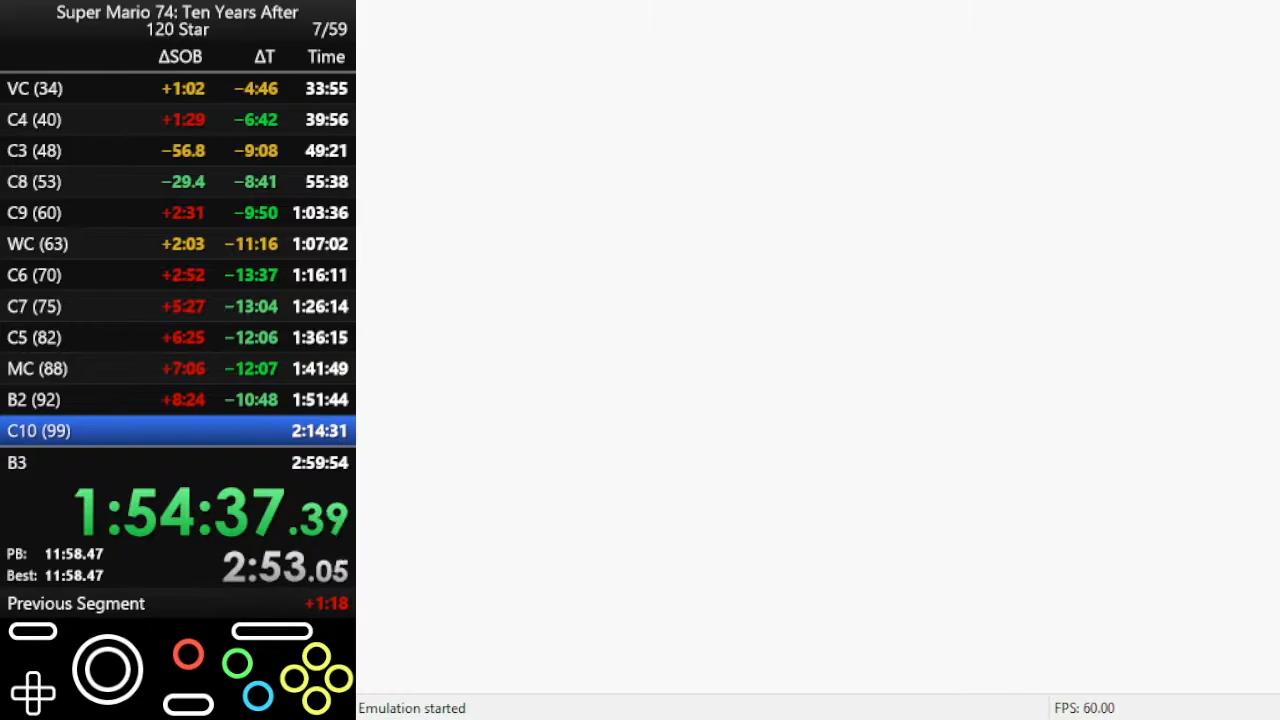 Super Mario 74: Ten Years After
120 Star 7/59
ΔSOB ΔT Time
VC (34) +1:02 −4:46 33:55
C4 (40) +1:29 −6:42 39:56
C3 (48) −56.8 −9:08 49:21
C8 (53) −29.4 −8:41 55:38
C9 (60) +2:31 −9:50 1:03:36
WC (63) +2:03 −11:16 1:07:02
C6 (70) +2:52 −13:37 1:16:11
C7 (75) +5:27 −13:04 1:26:14
C5 (82) +6:25 −12:06 1:36:15
MC (88) +7:06 −12:07 1:41:49
B2 (92) +8:24 −10:48 1:51:44
C10 (99) 2:14:31
B3 2:59:54
1:54:37.39
PB: 11:58.47
Best: 11:58.47
2:53.05
Previous Segment +1:18
Emulation started FPS: 60.00